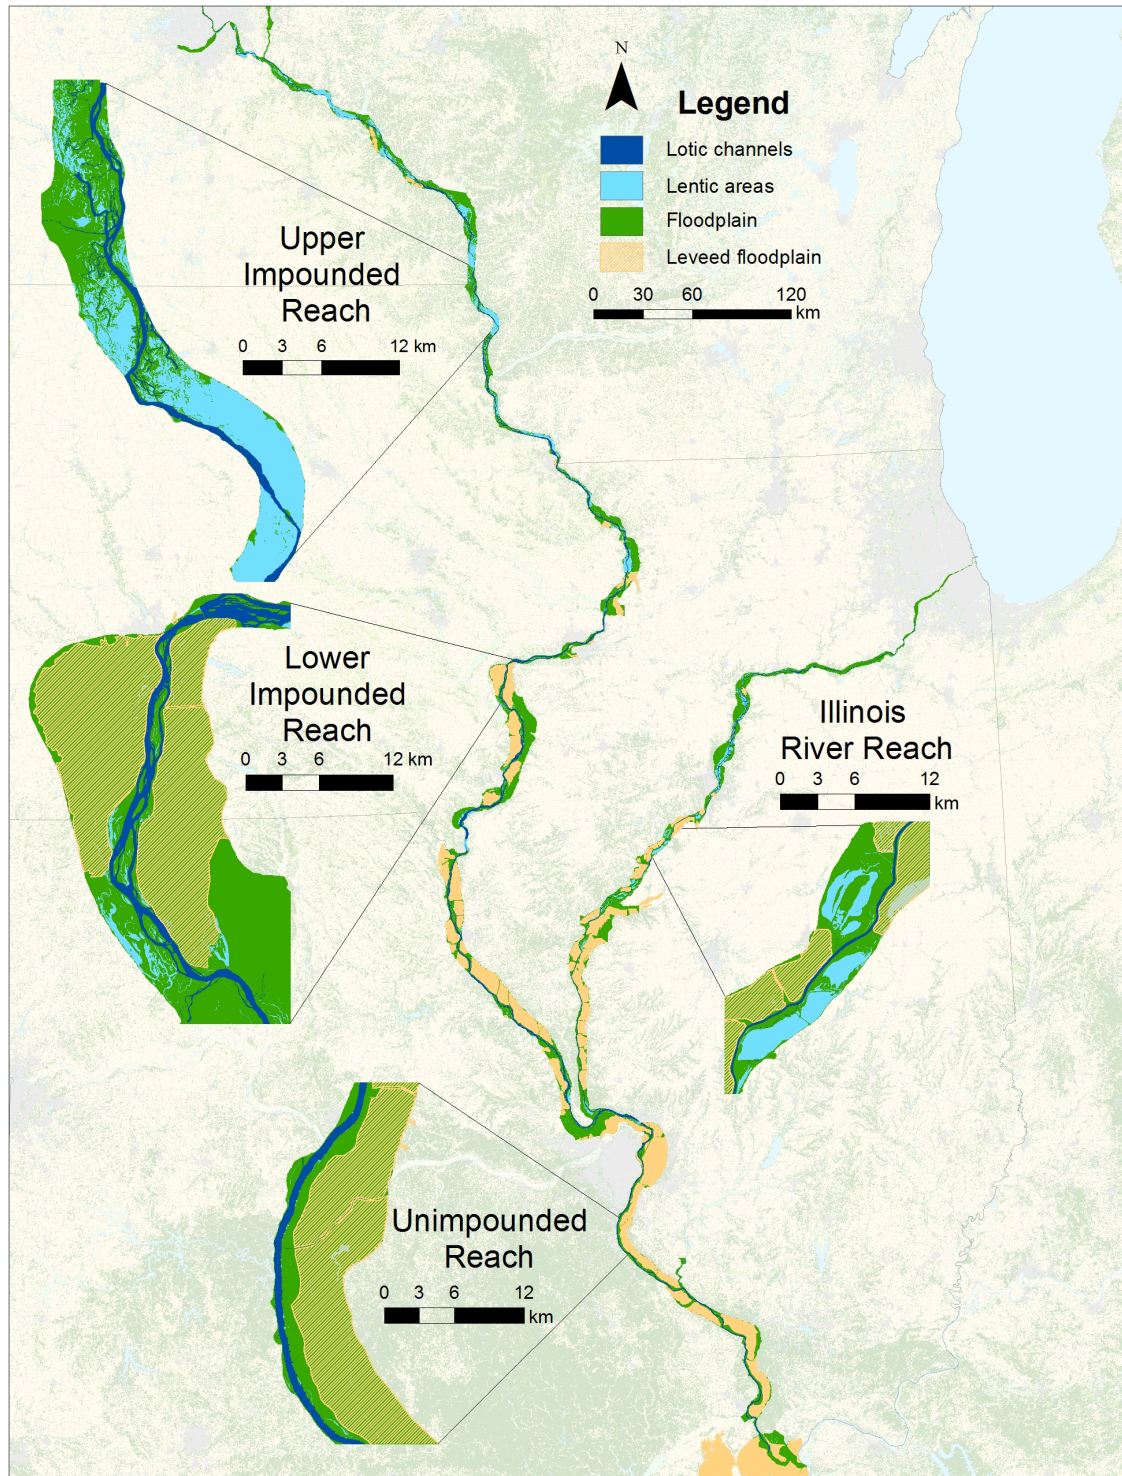 N
Legend
Lotic channels
Lentic areas
Floodplain
Leveed floodplain
0 30 60 120
km
Upper
Impounded
Reach
0 3 6 12 km
Lower
Impounded
Reach
0 3 6 12 km
Illinois
River Reach
0 3 6 12
km
Unimpounded
Reach
0 3 6 12
km